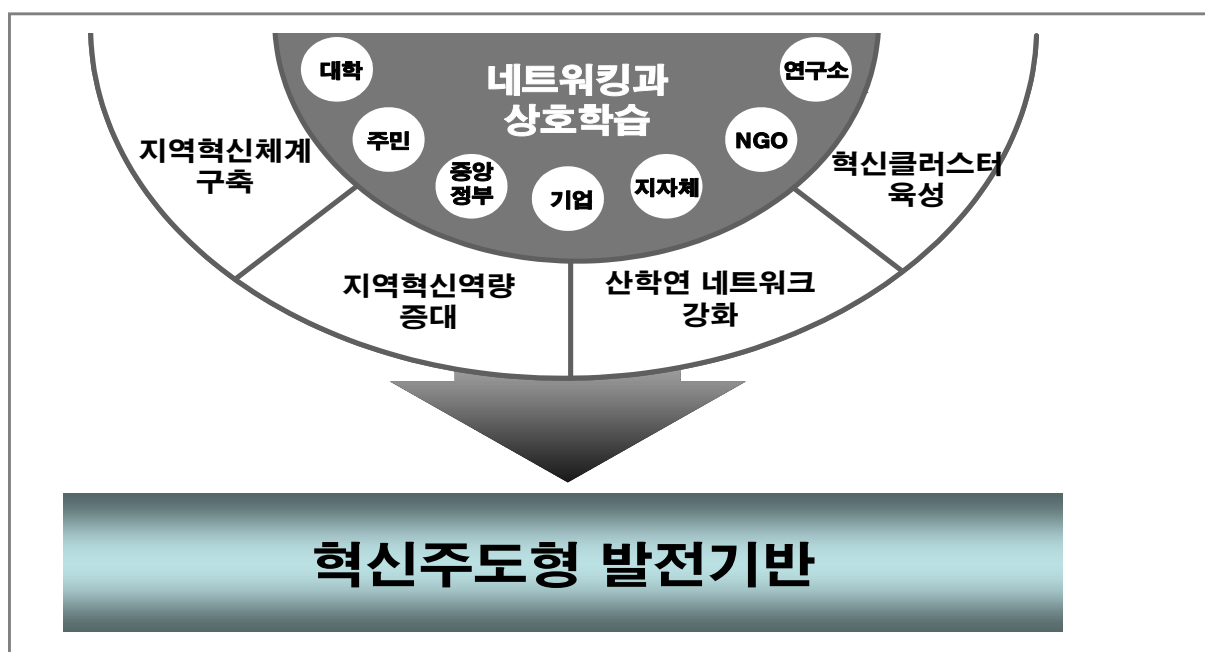 대학
네트워킹과
상호학습
연구소
주민
NGO
중앙
정부
기업
지자체
지역혁신체계
구축
혁신클러스터
육성
지역혁신역량
증대
산학연 네트워크
강화
혁신주도형 발전기반